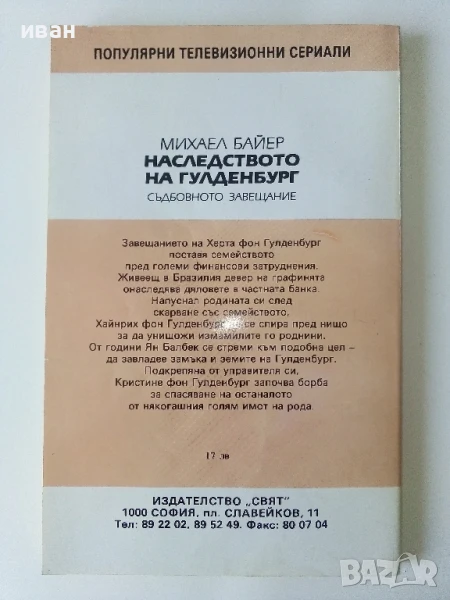 иван
ПОПУЛЯРНИ ТЕЛЕВИЗИОННИ СЕРИАЛИ
МИХАЕЛ БАЙЕР
НАСЛЕДСТВОТО
НА ГУЛДЕНБУРГ
СЪДБОВНОТО ЗАВЕЩАНИЕ
Завещанието на Херта фон Гулденбург
поставя семейството
пред големи финансови затруднения.
Живеещ в Бразилия девер на графинята
онаследява дяловете в частната банка.
Напуснал родината си след
скарване със семейството,
Хайнрих фон Гулденбург се спира пред нищо
за да унищожи измамилите го роднини.
От години Ян Балбек се стреми към подобна цел –
да завладее замъка и земите на Гулденбург.
Подкрепяна от управителя си,
Кристине фон Гулденбург започва борба
за спасяване на останалото
от някогашния голям имот на рода.
17 лв
ИЗДАТЕЛСТВО „СВЯТ"
1000 СОФИЯ, пл. СЛАВЕЙКОВ, 11
Тел: 89 22 02, 89 52 49. Факс: 80 07 04
BAZAR